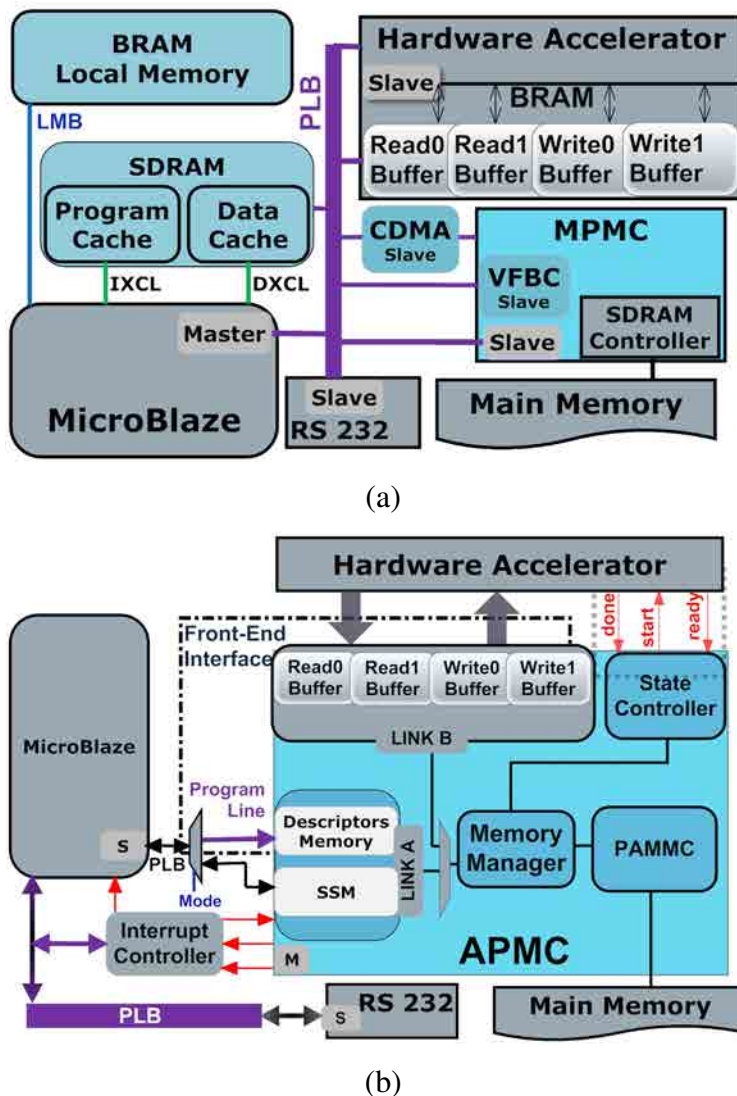 BRAM
Local Memory
LMB
SDRAM
Program
Cache
Data
Cache
IXCL
DXCL
Master
MicroBlaze
PLB
Hardware Accelerator
Slave
BRAM
Read0
Buffer
Read1
Buffer
Write0
Buffer
Write1
Buffer
CDMA
Slave
MPMC
VFBC
Slave
Slave
SDRAM
Controller
Slave
RS 232
Main Memory
(a)
Hardware Accelerator
done
start
ready
Front-End
Interface
Read0
Buffer
Read1
Buffer
Write0
Buffer
Write1
Buffer
LINK B
State
Controller
MicroBlaze
S
PLB
Program
Line
Mode
Descriptors
Memory
SSM
LINK A
Memory
Manager
PAMMC
APMC
Interrupt
Controller
M
PLB
S
RS 232
Main Memory
(b)